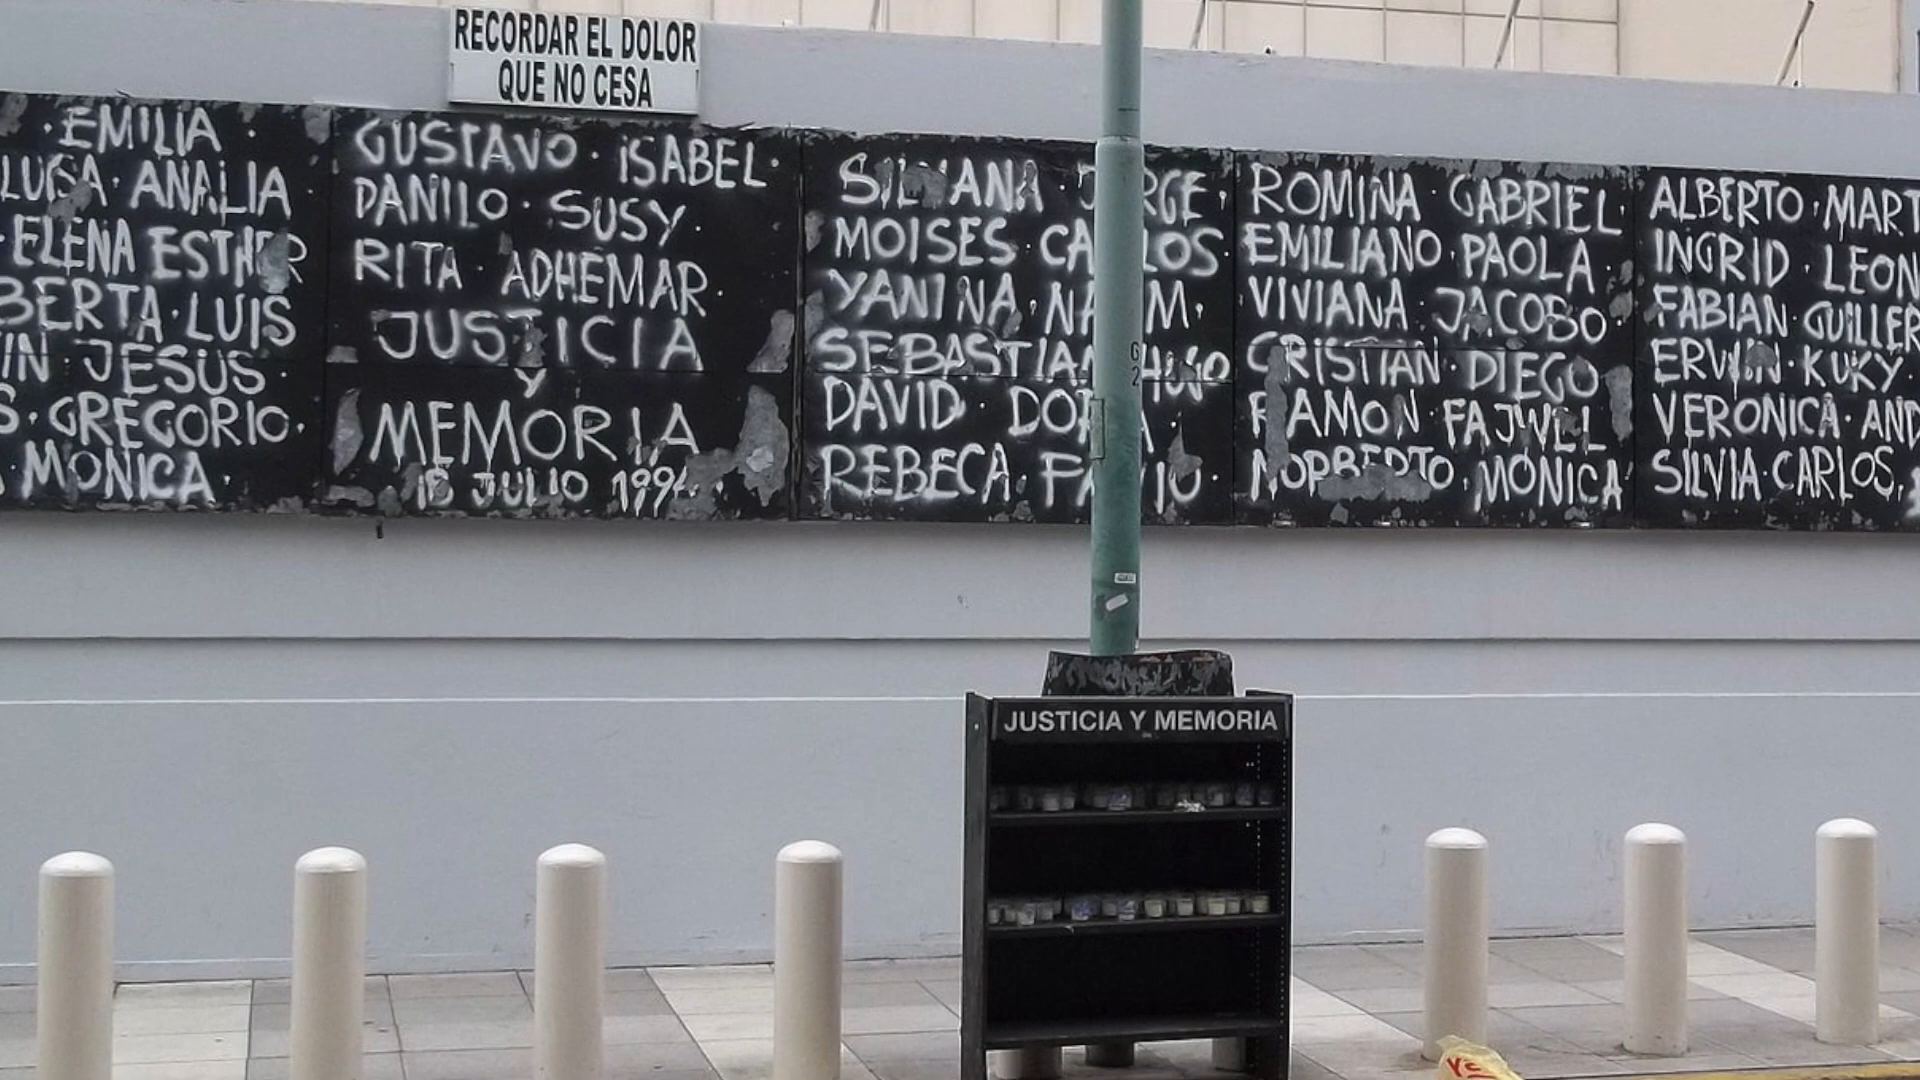 RECORDAR EL DOLOR
QUE NO CESA
· EMILIA ·
LUISA · ANALIA
· ELENA ESTHER
BERTA · LUIS
JESUS ·
S · GREGORIO ·
MONICA ·
GUSTAVO · ISABEL ·
DANILO · SUSY ·
RITA · ADHEMAR ·
JUSTICIA
Y
MEMORIA
18 JULIO 1994
SILVANA · JORGE ·
MOISES · CARLOS
YANINA · NAUM ·
SEBASTIAN HUGO
DAVID · DORA ·
REBECA · FABIO ·
ROMINA GABRIEL ·
EMILIANO PAOLA ·
VIVIANA · JACOBO ·
CRISTIAN · DIEGO
RAMON FAJWEL
NORBERTO · MONICA
ALBERTO · MART
INGRID · LEON
FABIAN · GUILLER
ERWIN · KUKY ·
VERONICA · AND
SILVIA · CARLOS ·
G
2
JUSTICIA Y MEMORIA